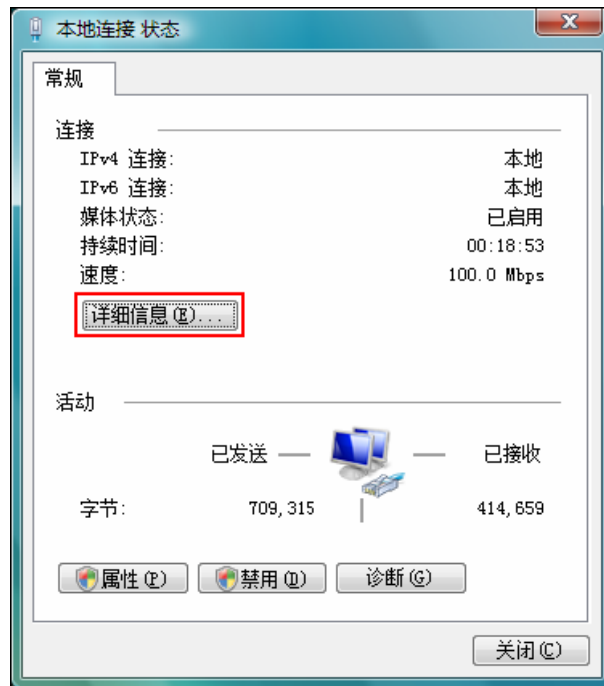 本地连接 状态
常规
连接
IPv4 连接: 本地
IPv6 连接: 本地
媒体状态: 已启用
持续时间: 00:18:53
速度: 100.0 Mbps
详细信息(E)...
活动
已发送 — — 已接收
字节: 709,315 414,659
属性(P) 禁用(D) 诊断(G)
关闭(C)